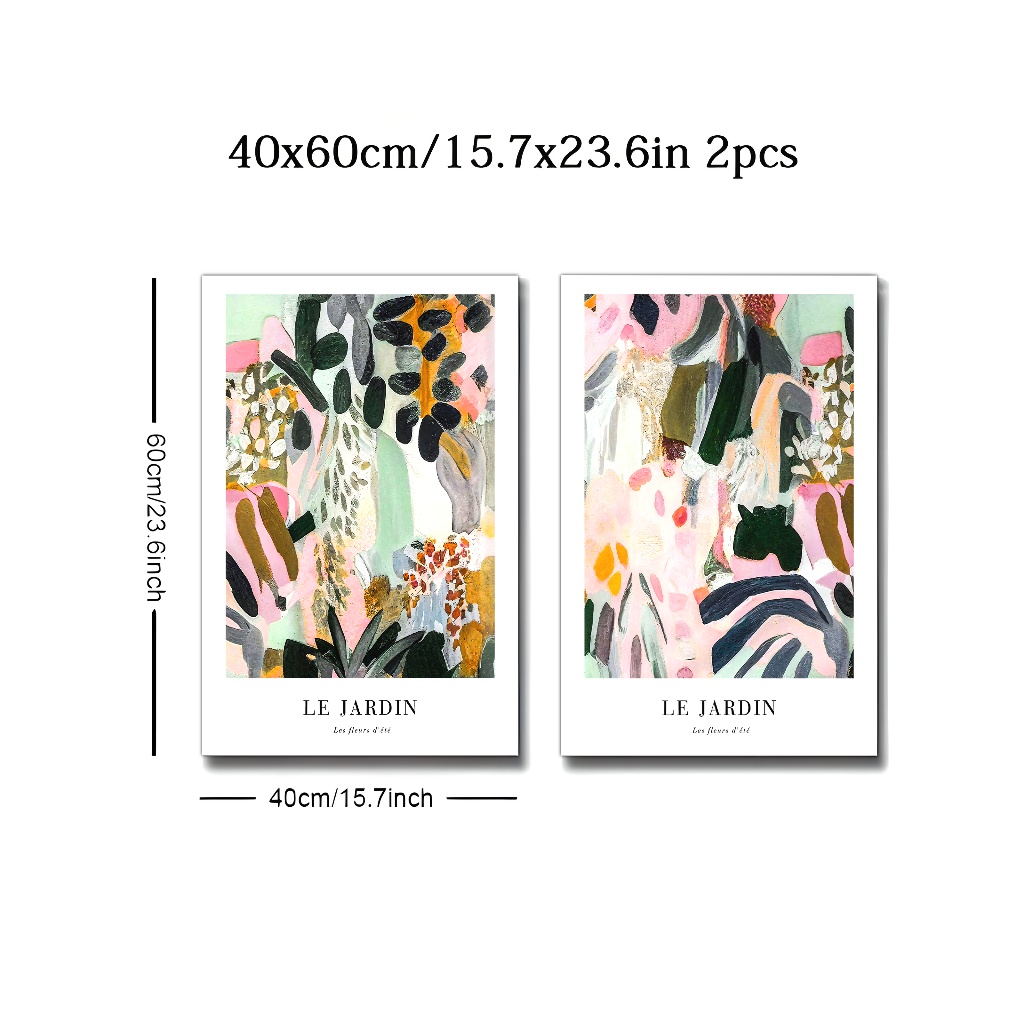 40x60cm/15.7x23.6in 2pcs
60cm/23.6inch
LE JARDIN
Les fleurs d'été
LE JARDIN
Les fleurs d'été
40cm/15.7inch